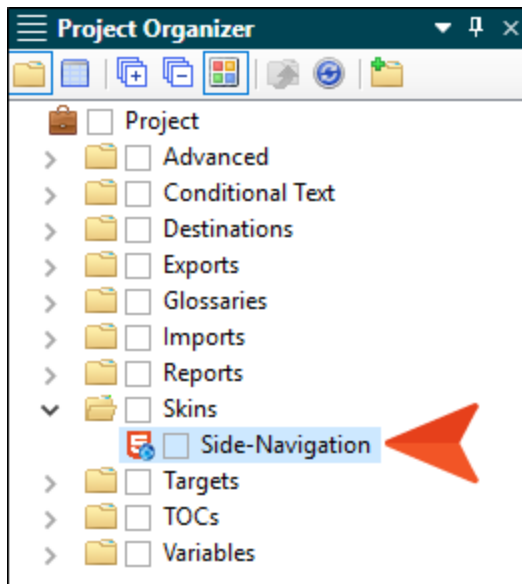 Project Organizer
Project
Advanced
Conditional Text
Destinations
Exports
Glossaries
Imports
Reports
Skins
Side-Navigation
Targets
TOCs
Variables